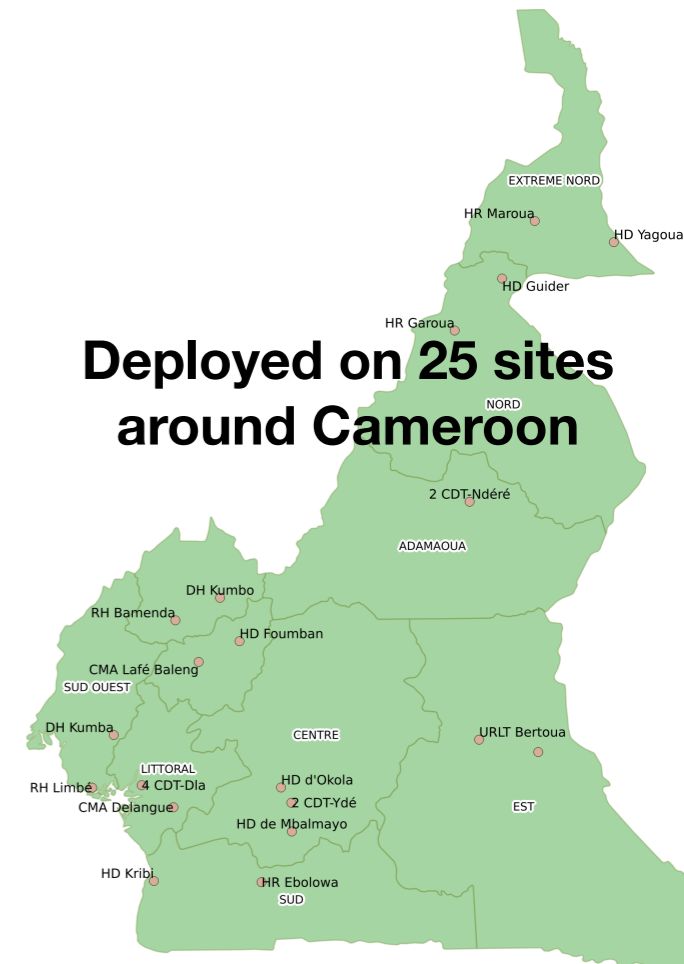 EXTREME NORD
HR Maroua
HD Yagoua
HD Guider
HR Garoua
Deployed on 25 sites
around Cameroon
NORD
2 CDT-Ndéré
ADAMAOUA
DH Kumbo
RH Bamenda
HD Foumban
CMA Lafé Baleng
SUD OUEST
DH Kumba
URLT Bertoua
CENTRE
LITTORAL
HD d'Okola
4 CDT-Dla
RH Limbé
2 CDT-Ydé
CMA Delangue
EST
HD de Mbalmayo
HD Kribi
HR Ebolowa
SUD